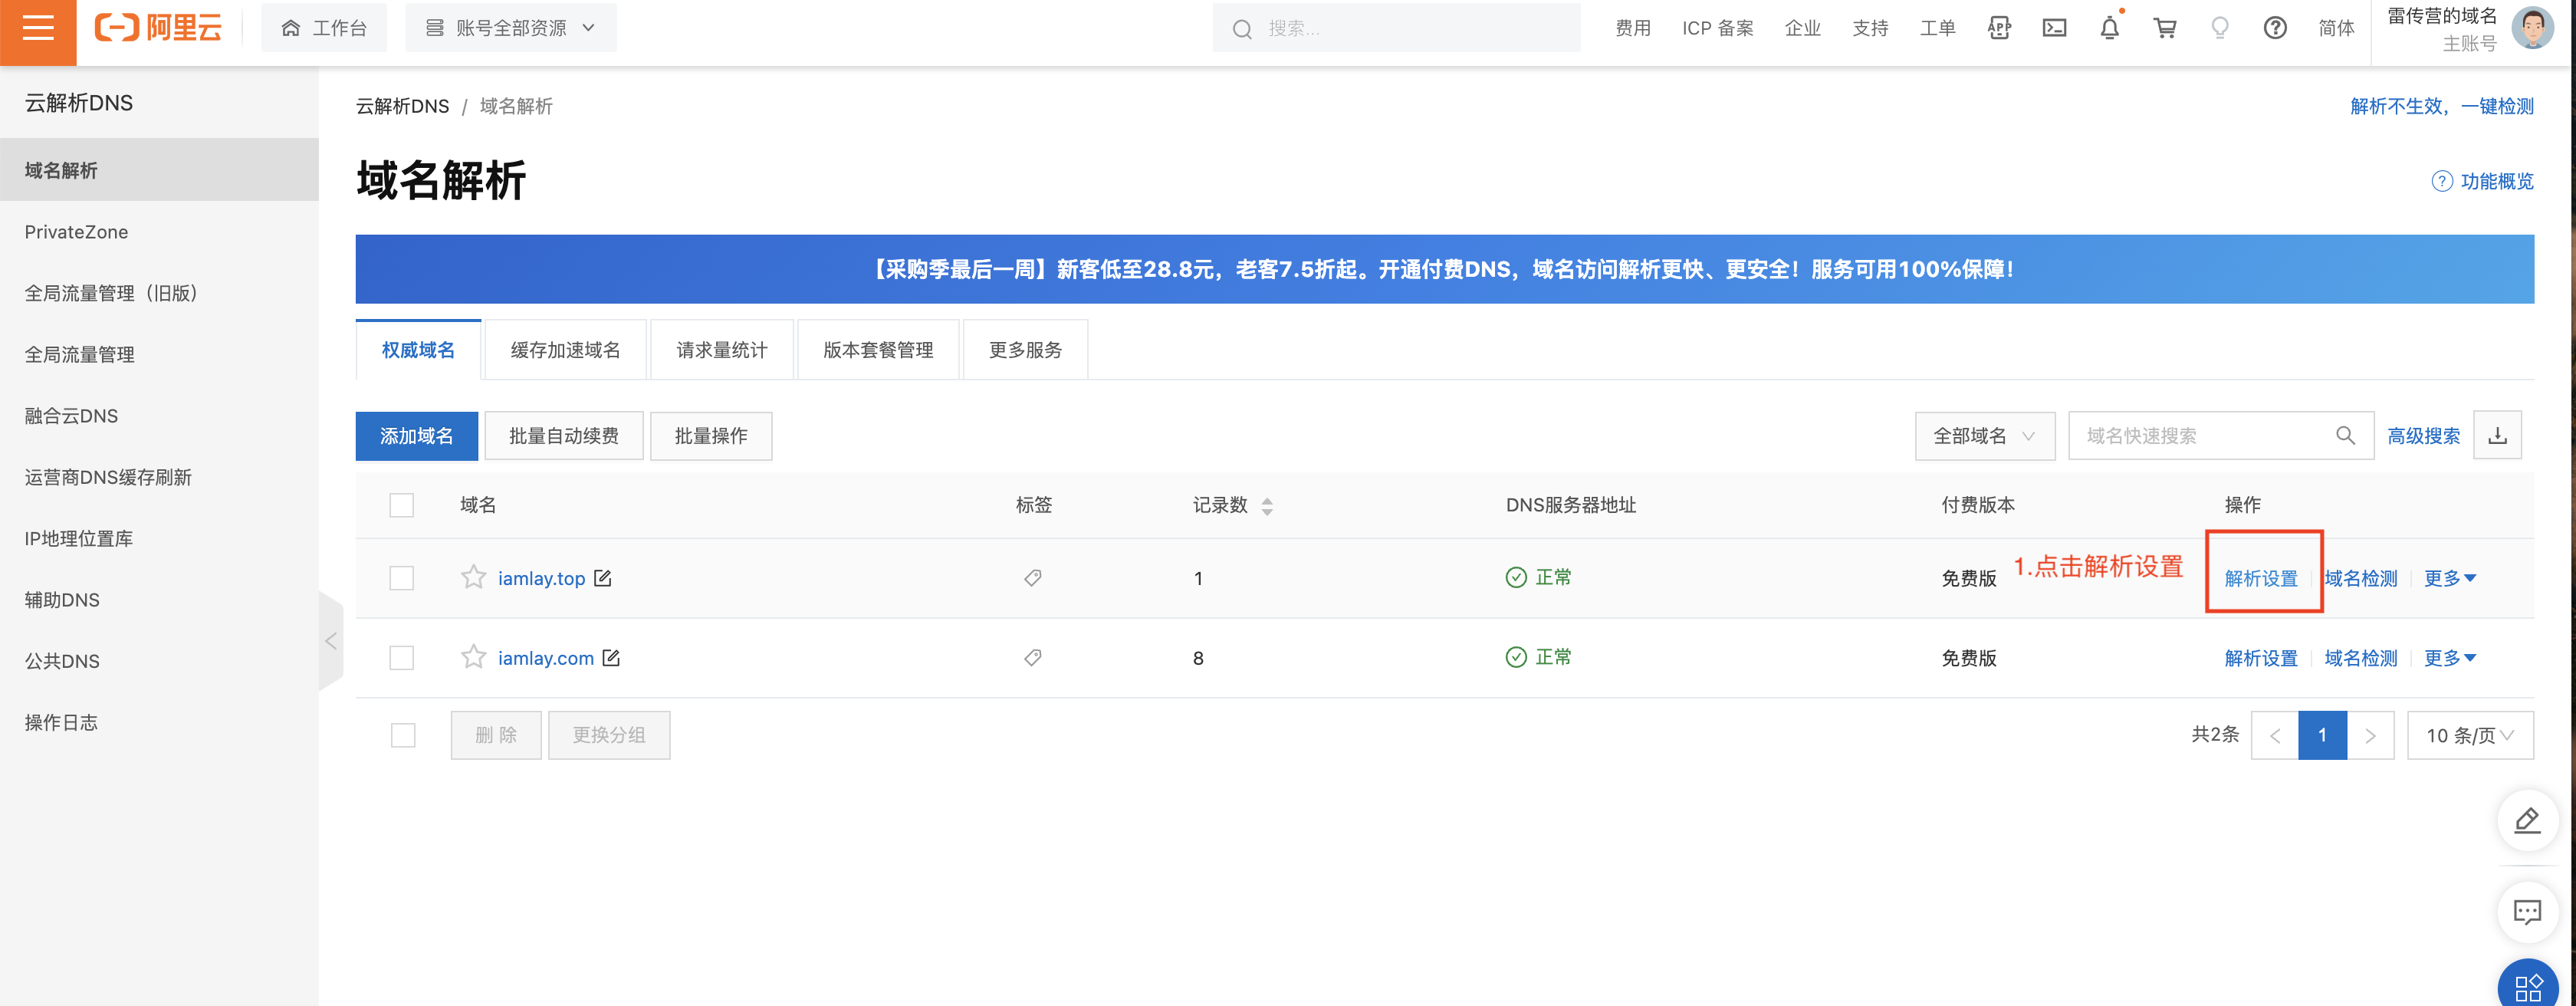 阿里云
工作台
账号全部资源
搜索...
费用
ICP 备案
企业
支持
工单
APP
简体
雷传营的域名
主账号
云解析DNS
域名解析
PrivateZone
全局流量管理（旧版）
全局流量管理
融合云DNS
运营商DNS缓存刷新
IP地理位置库
辅助DNS
公共DNS
操作日志
云解析DNS / 域名解析
解析不生效，一键检测
域名解析
功能概览
【采购季最后一周】新客低至28.8元，老客7.5折起。开通付费DNS，域名访问解析更快、更安全！服务可用100%保障！
权威域名
缓存加速域名
请求量统计
版本套餐管理
更多服务
添加域名
批量自动续费
批量操作
全部域名
域名快速搜索
高级搜索
域名 标签 记录数 DNS服务器地址 付费版本 操作
iamlay.top 1 正常 免费版 1.点击解析设置 解析设置 域名检测 更多
iamlay.com 8 正常 免费版 解析设置 域名检测 更多
删 除
更换分组
共2条
< 1 >
10 条/页